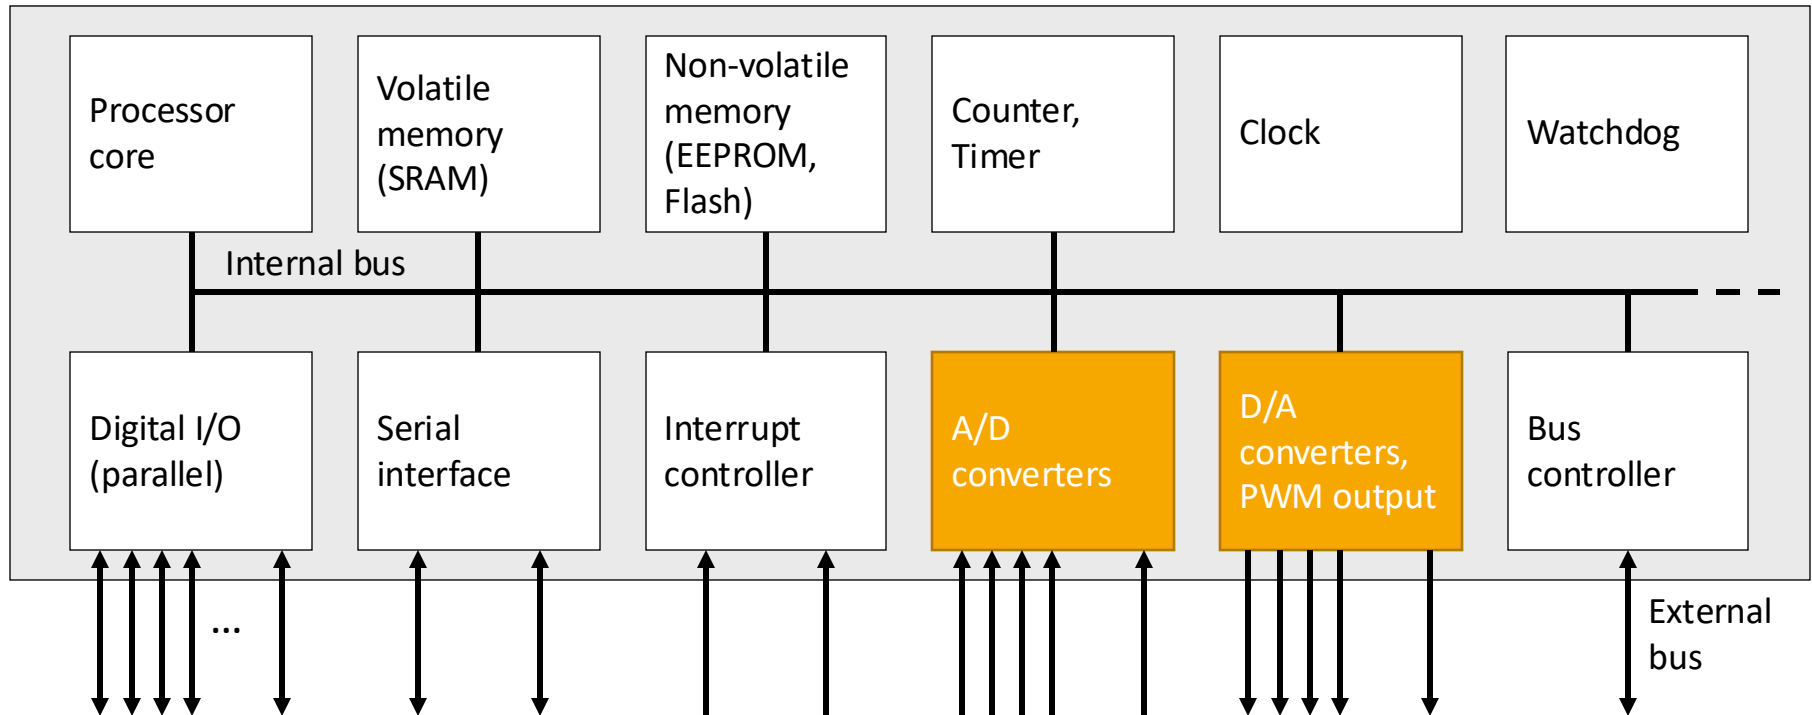 Processor
core
Volatile
memory
(SRAM)
Non-volatile
memory
(EEPROM,
Flash)
Counter,
Timer
Clock
Watchdog
Internal bus
Digital I/O
(parallel)
Serial
interface
Interrupt
controller
A/D
converters
D/A
converters,
PWM output
Bus
controller
...
External
bus